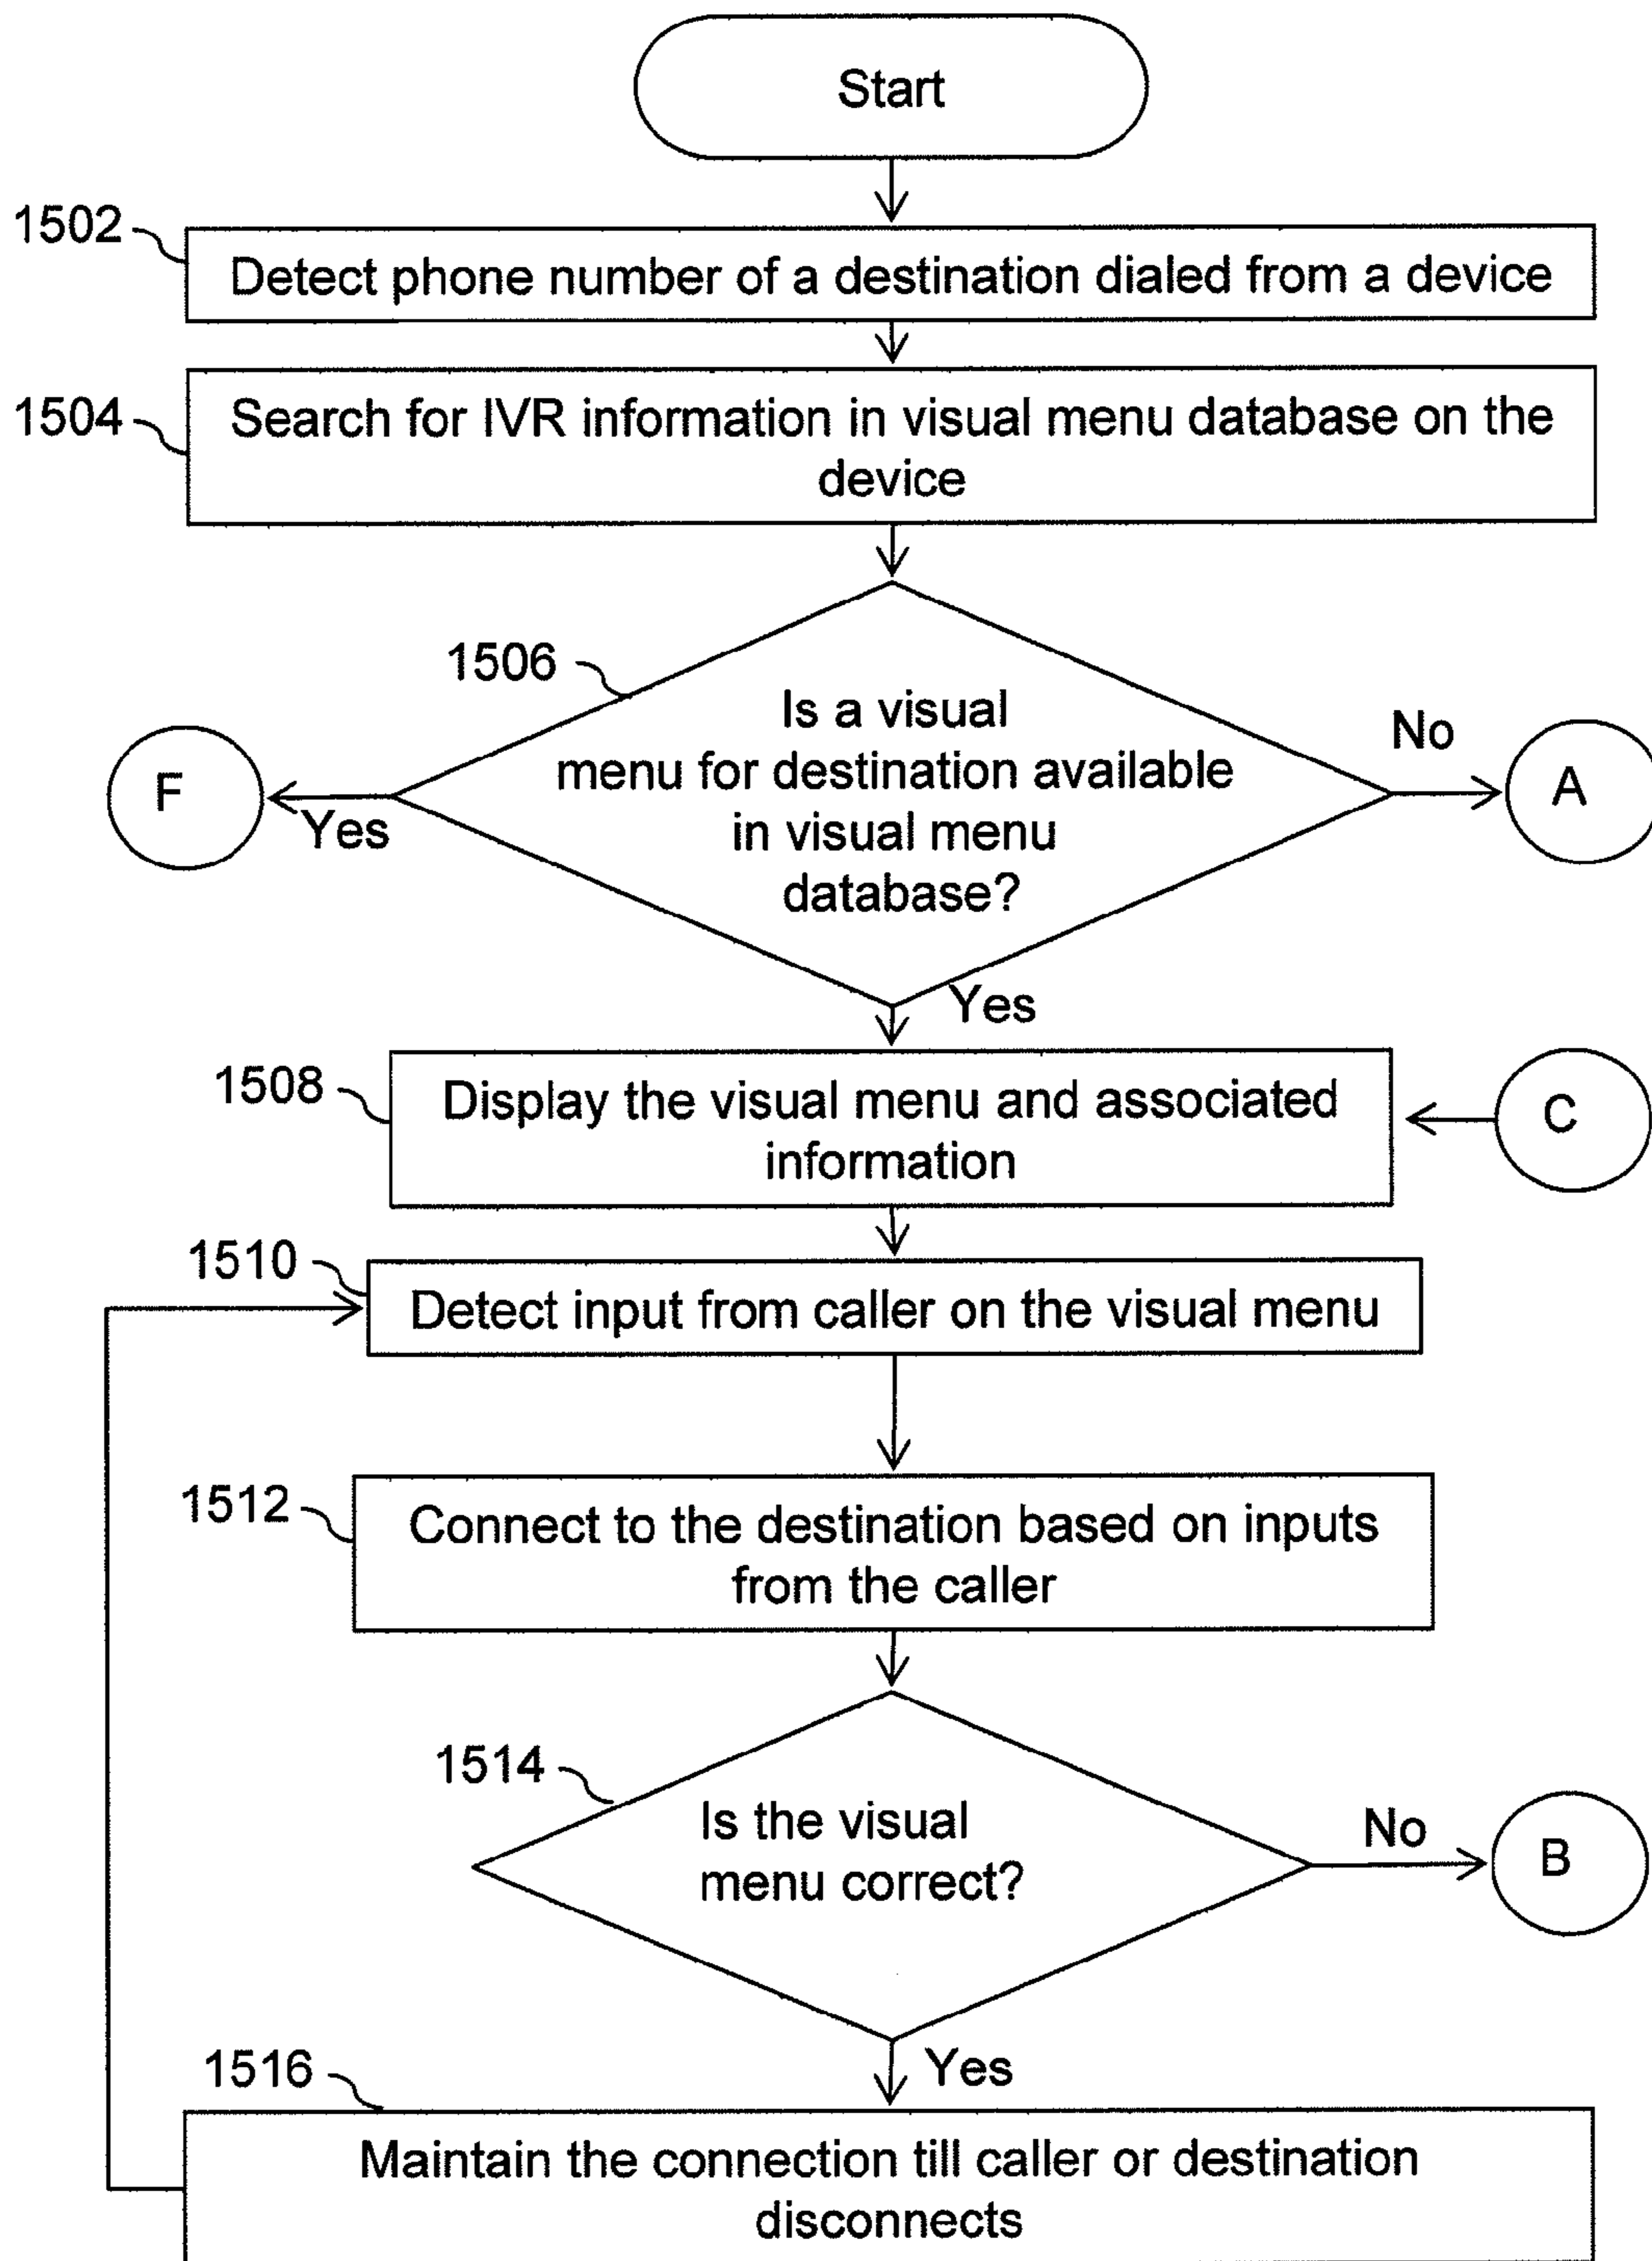 Start
1502
Detect phone number of a destination dialed from a device
1504
Search for IVR information in visual menu database on the
device
1506
Is a visual
menu for destination available
in visual menu
database?
No
A
F
Yes
Yes
1508
Display the visual menu and associated
information
C
1510
Detect input from caller on the visual menu
1512
Connect to the destination based on inputs
from the caller
1514
Is the visual
menu correct?
No
B
Yes
1516
Maintain the connection till caller or destination
disconnects